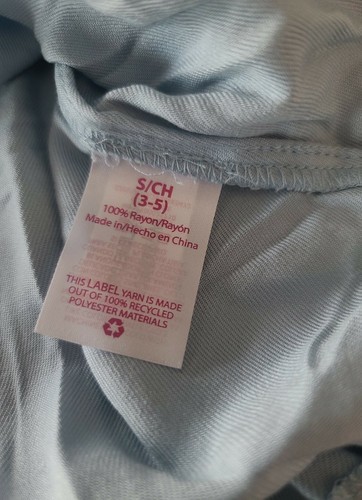 S/CH
(3-5)
100% Rayon/Rayón
Made in/Hecho en China
THIS LABEL YARN IS MADE
OUT OF 100% RECYCLED
POLYESTER MATERIALS